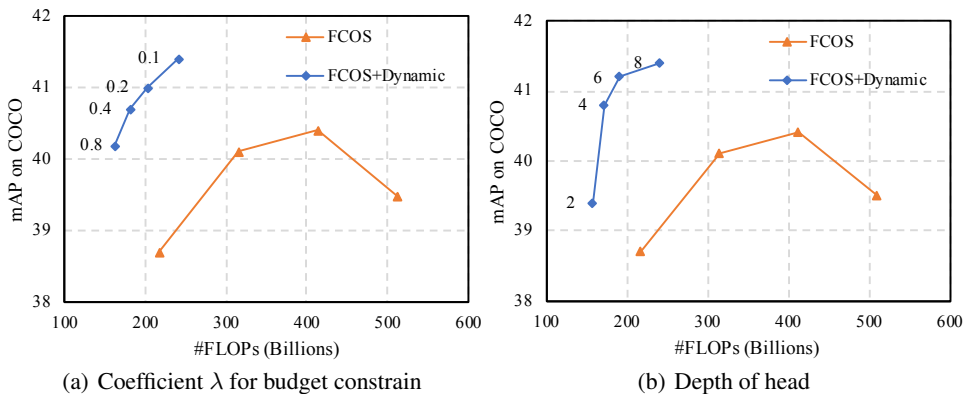 42
41
40
39
38
mAP on COCO
0.1
0.2
0.4
0.8
FCOS
FCOS+Dynamic
100 200 300 400 500 600
#FLOPs (Billions)
(a) Coefficient λ for budget constrain
42
41
40
39
38
mAP on COCO
8
6
4
2
FCOS
FCOS+Dynamic
100 200 300 400 500 600
#FLOPs (Billions)
(b) Depth of head